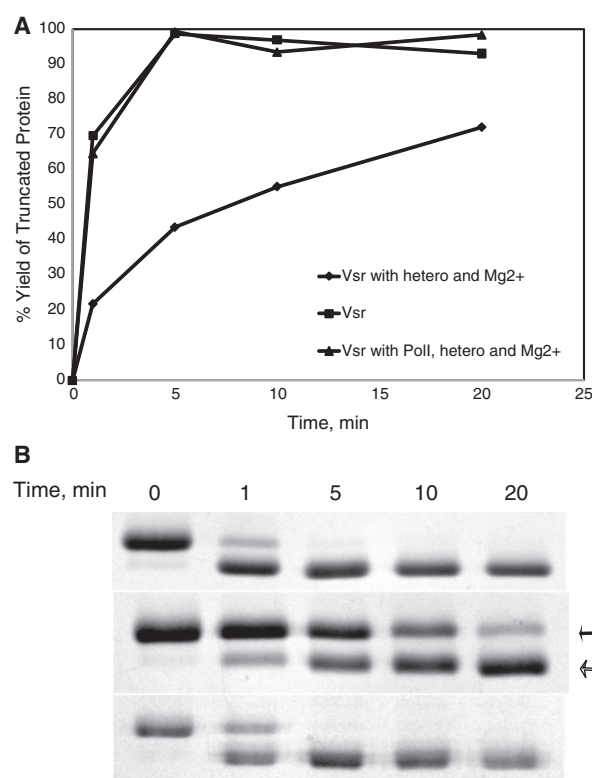 A
100
90
80
70
60
50
40
30
20
10
0
% Yield of Truncated Protein
Vsr with hetero and Mg2+
Vsr
Vsr with PolI, hetero and Mg2+
0 5 10 15 20 25
Time, min
B
Time, min 0 1 5 10 20